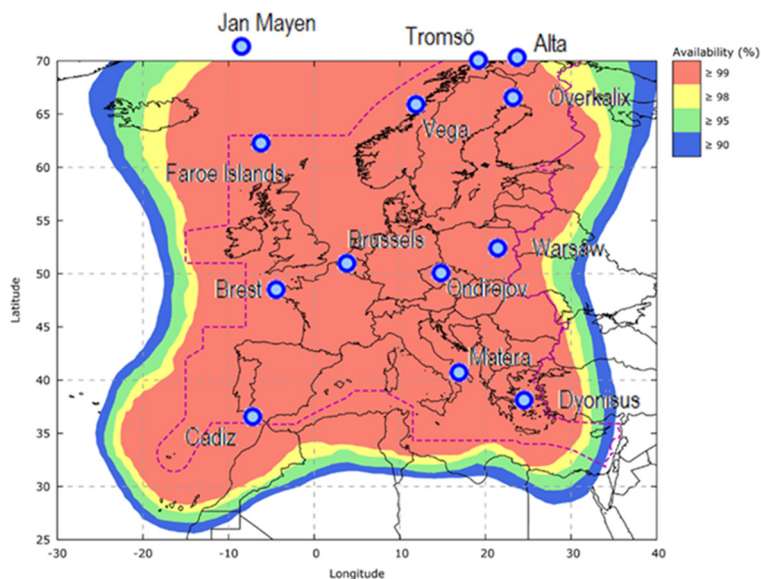 Jan Mayen
Tromsö
Alta
Availability (%)
≥ 99
≥ 98
≥ 95
≥ 90
70
65
60
55
50
45
40
35
30
25
Överkalix
Vega
Faroe Islands
Brussels
Warsaw
Brest
Ondrejov
Matera
Dyonisus
Cadiz
Latitude
-30
-20
-10
0
10
20
30
40
Longitude